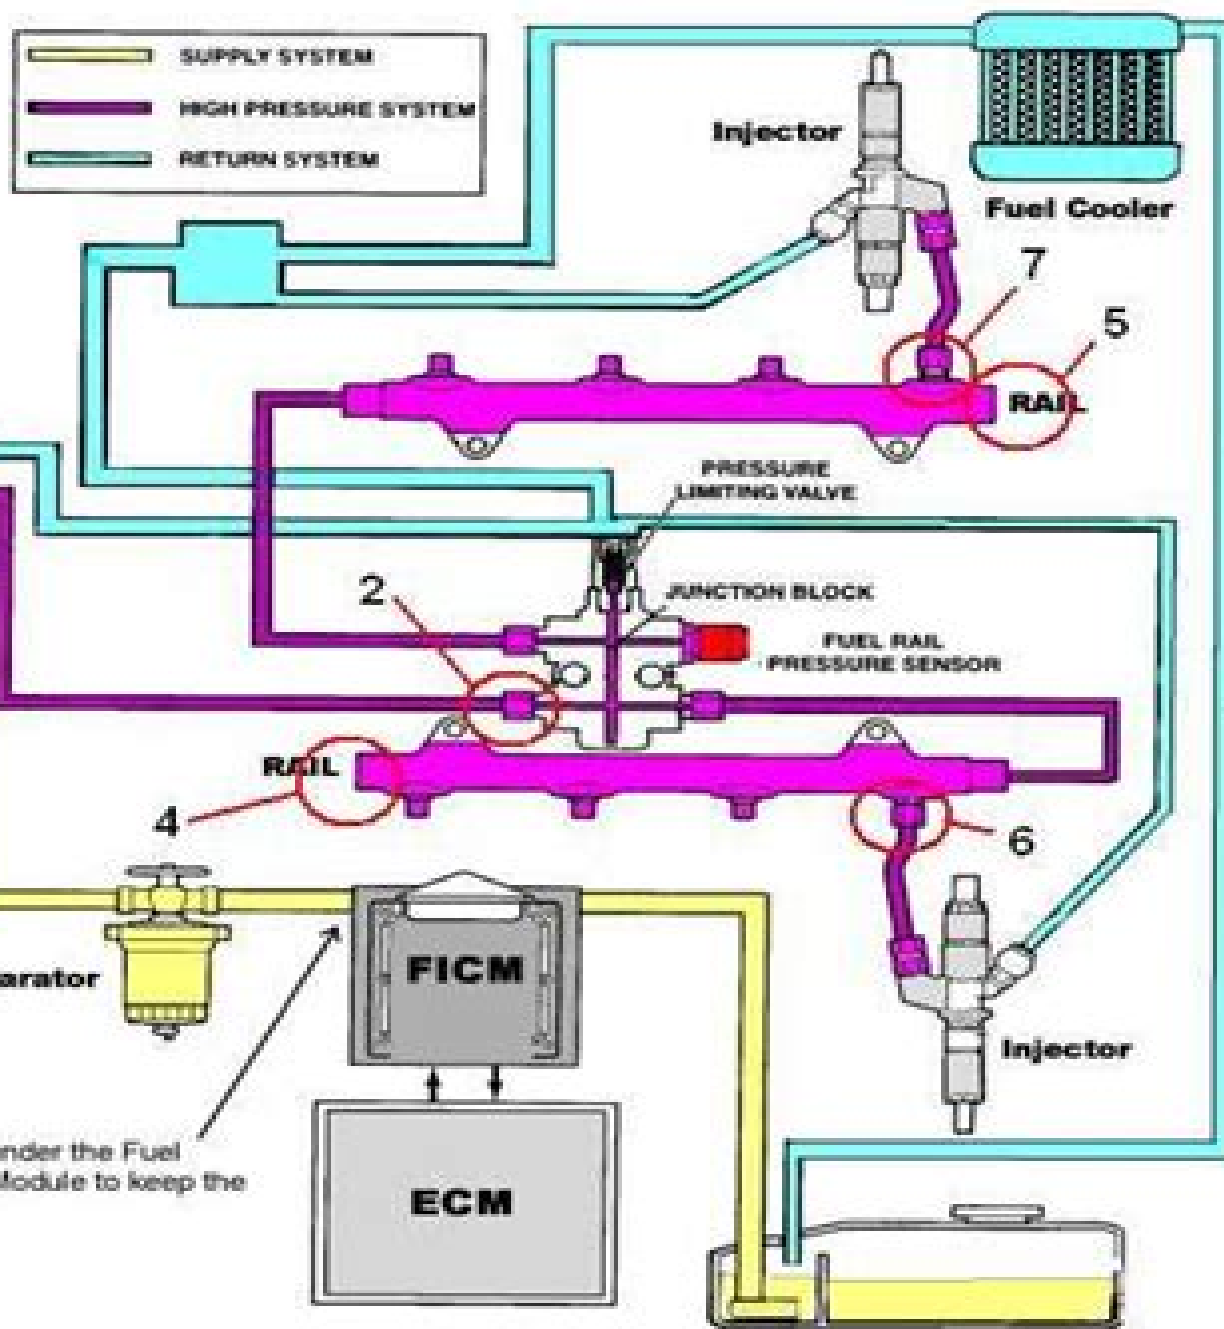 SUPPLY SYSTEM
HIGH PRESSURE SYSTEM
RETURN SYSTEM
Injector
Fuel Cooler
7
5
RAIL
PRESSURE
LIMITING VALVE
2
JUNCTION BLOCK
FUEL RAIL
PRESSURE SENSOR
RAIL
4
6
arator
FICM
Injector
nder the Fuel
Module to keep the
ECM